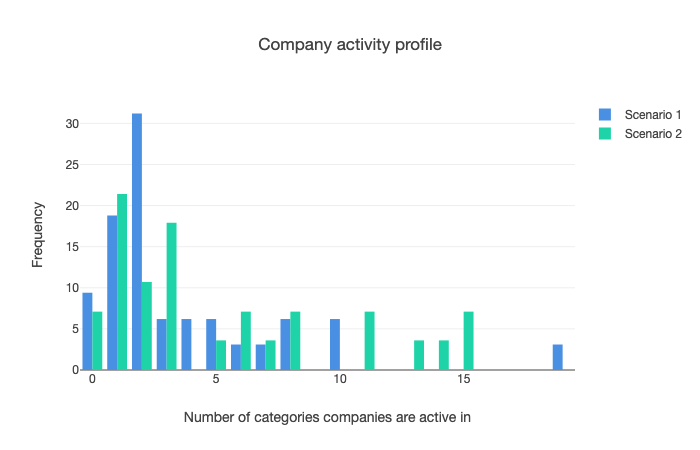 Company activity profile
Scenario 1
Scenario 2
Frequency
30
25
20
15
10
5
0
0 5 10 15
Number of categories companies are active in